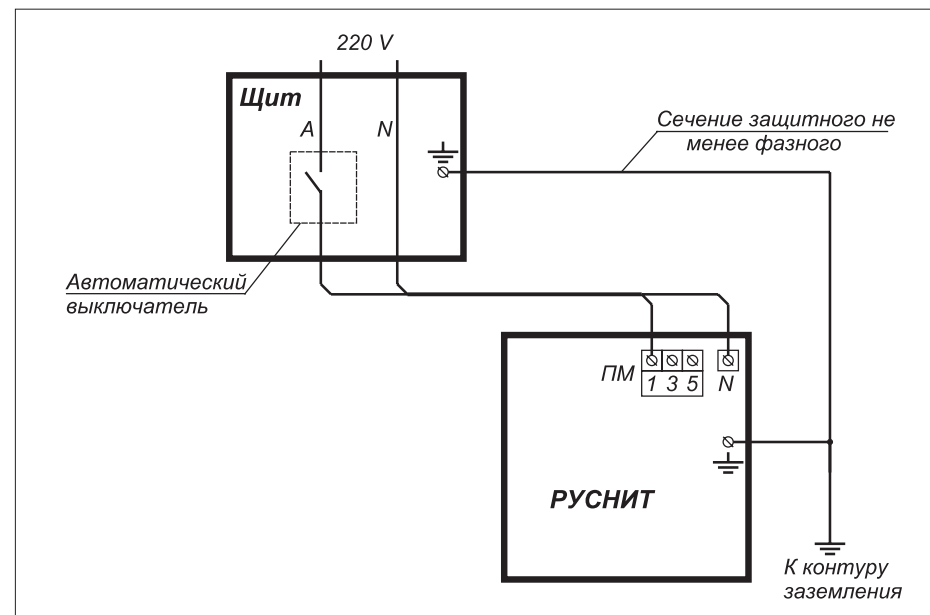 220 V
Щит
A
N
Сечение защитного не
менее фазного
Автоматический
выключатель
ПМ
1 3 5
N
РУСНИТ
К контуру
заземления